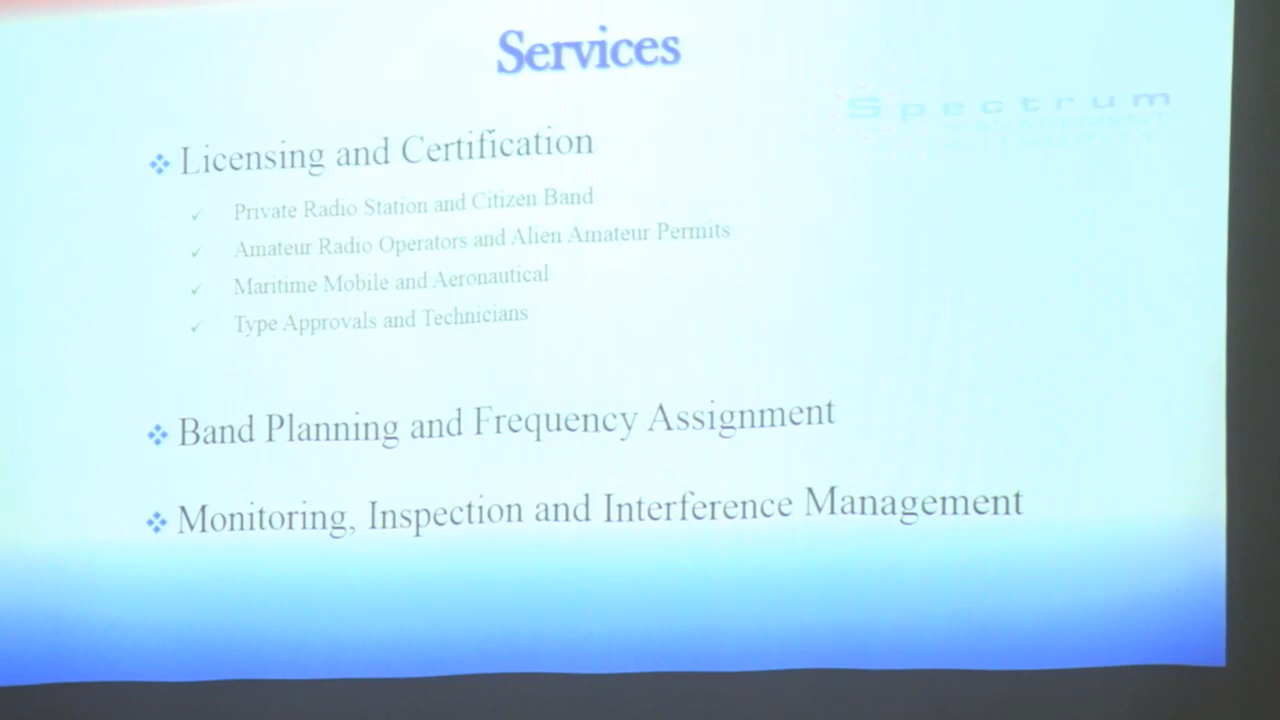 Services
Spectrum
MANAGEMENT
Licensing and Certification
Private Radio Station and Citizen Band
Amateur Radio Operators and Alien Amateur Permits
Maritime Mobile and Aeronautical
Type Approvals and Technicians
Band Planning and Frequency Assignment
Monitoring, Inspection and Interference Management